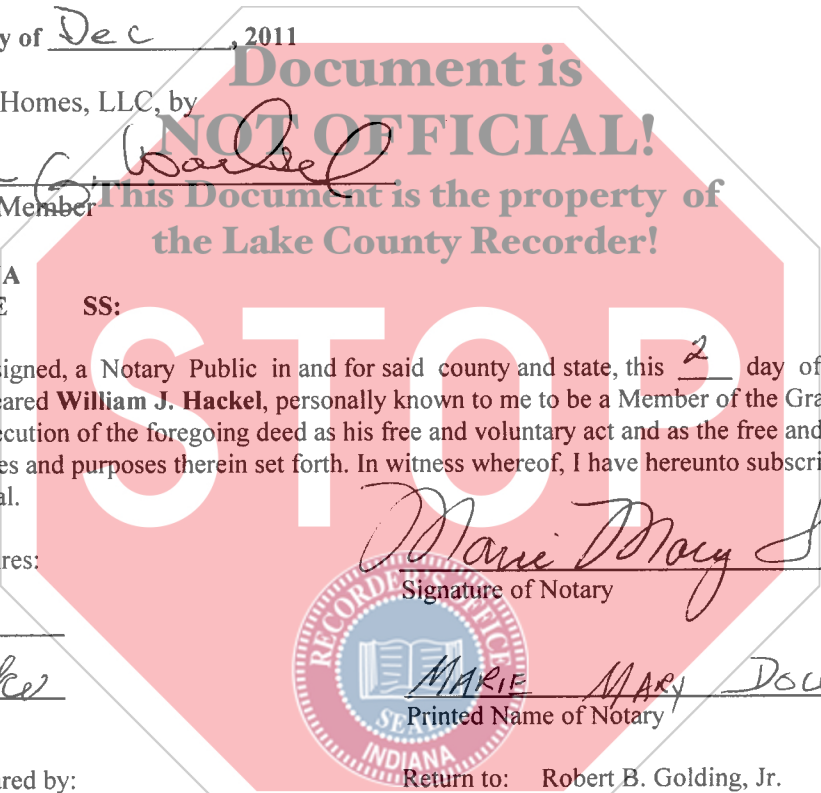 y of Dec , 2011
Document is
Homes, LLC, by
NOT OFFICIAL!
This Document is the property of
Member
the Lake County Recorder!
A
E SS:
STOP
signed, a Notary Public in and for said county and state, this 2 day of
eared William J. Hackel, personally known to me to be a Member of the Gra
ecution of the foregoing deed as his free and voluntary act and as the free and
es and purposes therein set forth. In witness whereof, I have hereunto subscri
al.
res:
Marie Mary
Signature of Notary
RECORDER'S OFFICE
SEAL
INDIANA
MARIE MARY DOU
Printed Name of Notary
ared by:
Return to: Robert B. Golding, Jr.